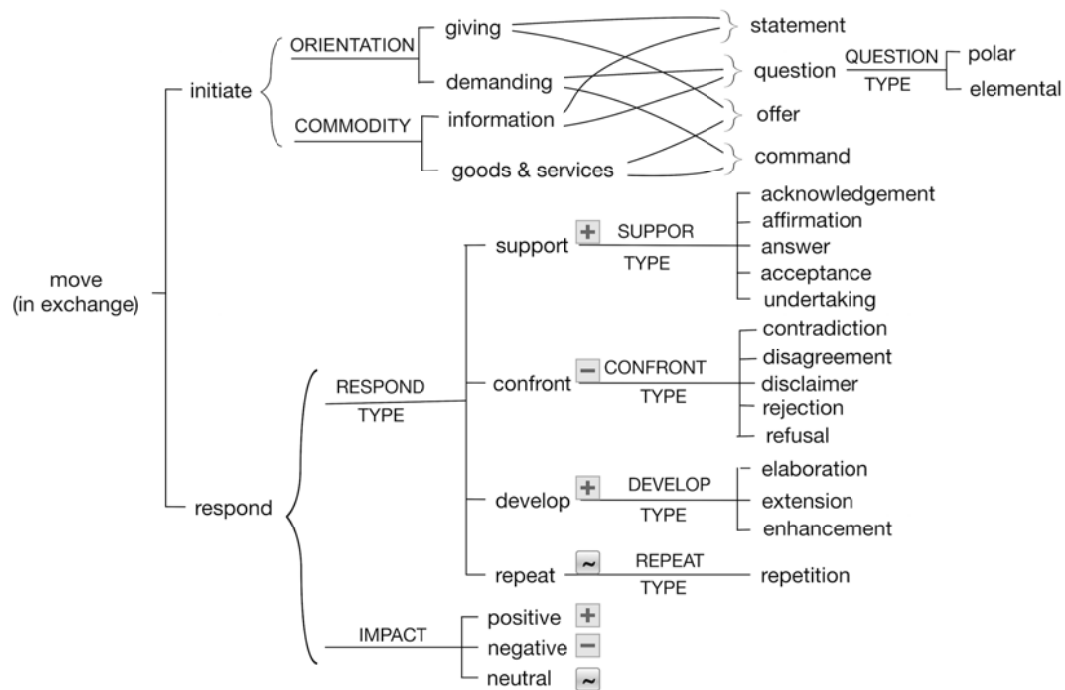 giving
statement
ORIENTATION
QUESTION
polar
initiate
demanding
question
TYPE
elemental
COMMODITY
information
offer
goods & services
command
acknowledgement
affirmation
support
+
SUPPOR
answer
TYPE
acceptance
undertaking
move
(in exchange)
contradiction
disagreement
RESPOND
confront
−
CONFRONT
disclaimer
TYPE
TYPE
rejection
refusal
elaboration
respond
develop
+
DEVELOP
extension
TYPE
enhancement
repeat
~
REPEAT
repetition
TYPE
positive
+
IMPACT
negative
−
neutral
~